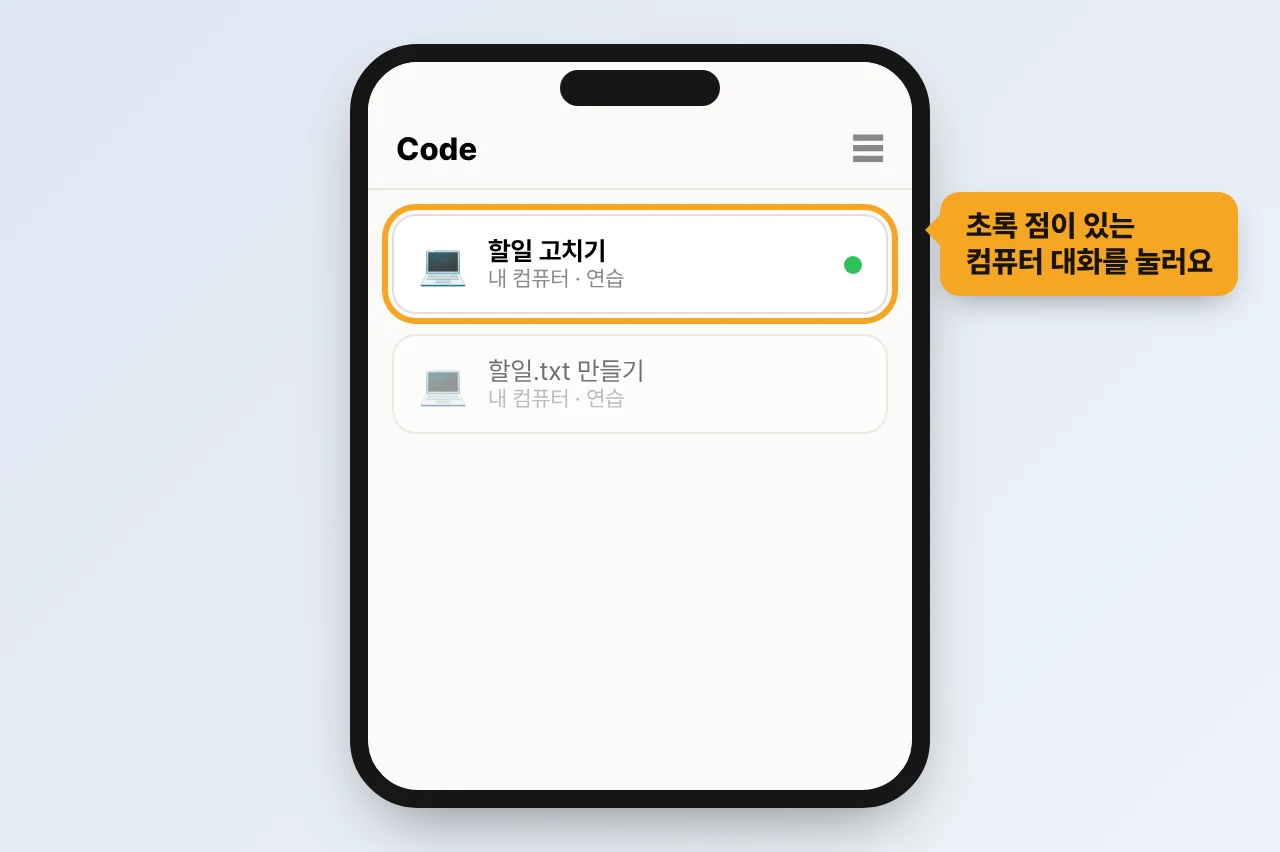 Code
할일 고치기
내 컴퓨터 · 연습
초록 점이 있는
컴퓨터 대화를 눌러요
할일.txt 만들기
내 컴퓨터 · 연습